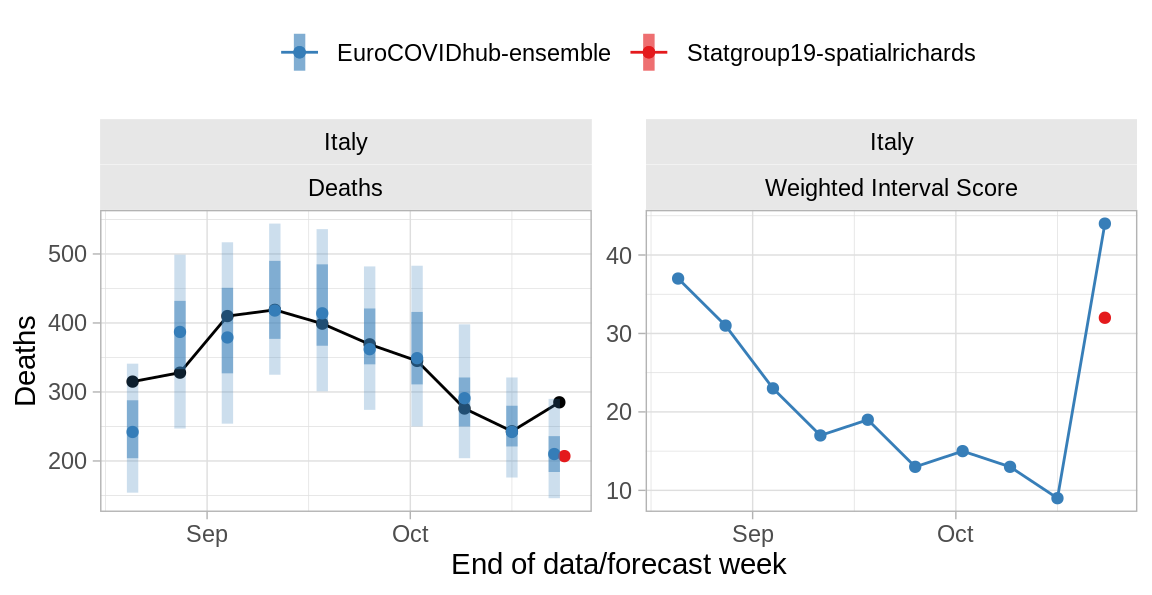 EuroCOVIDhub-ensemble Statgroup19-spatialrichards
Italy
Deaths
Italy
Weighted Interval Score
Deaths
500
400
300
200
Sep Oct
40
30
20
10
Sep Oct
End of data/forecast week